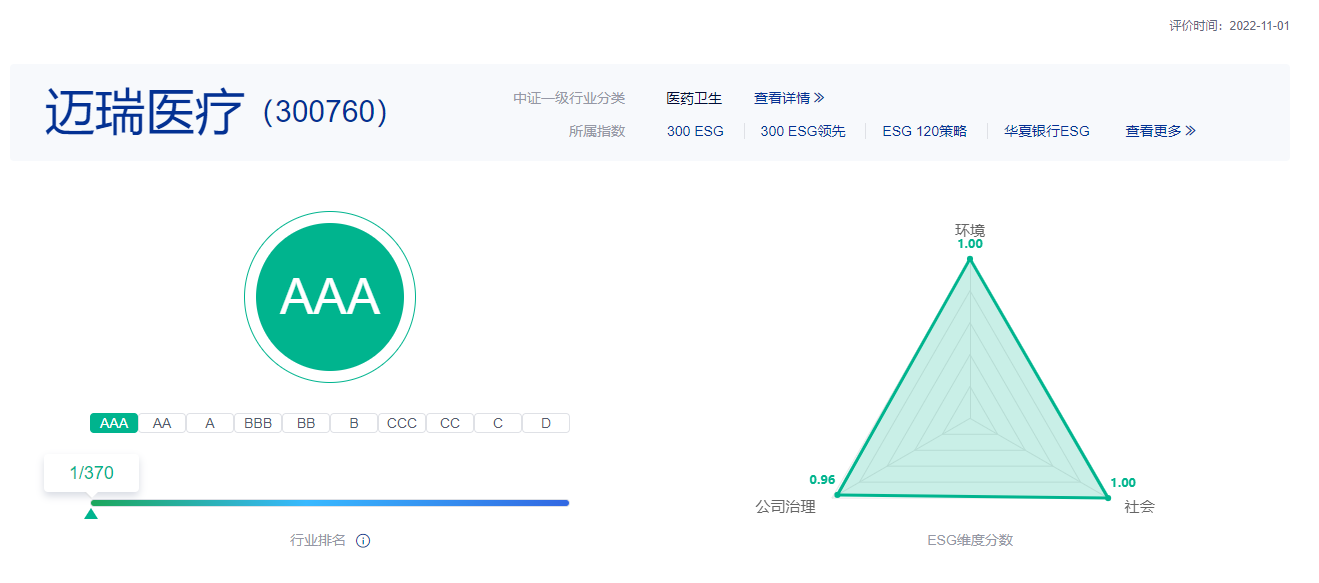 评价时间：2022-11-01
迈瑞医疗（300760）
中证一级行业分类 医药卫生 查看详情
所属指数 300 ESG 300 ESG领先 ESG 120策略 华夏银行ESG 查看更多
AAA
AAA AA A BBB BB B CCC CC C D
1/370
行业排名
环境
1.00
0.96
公司治理
1.00
社会
ESG维度分数